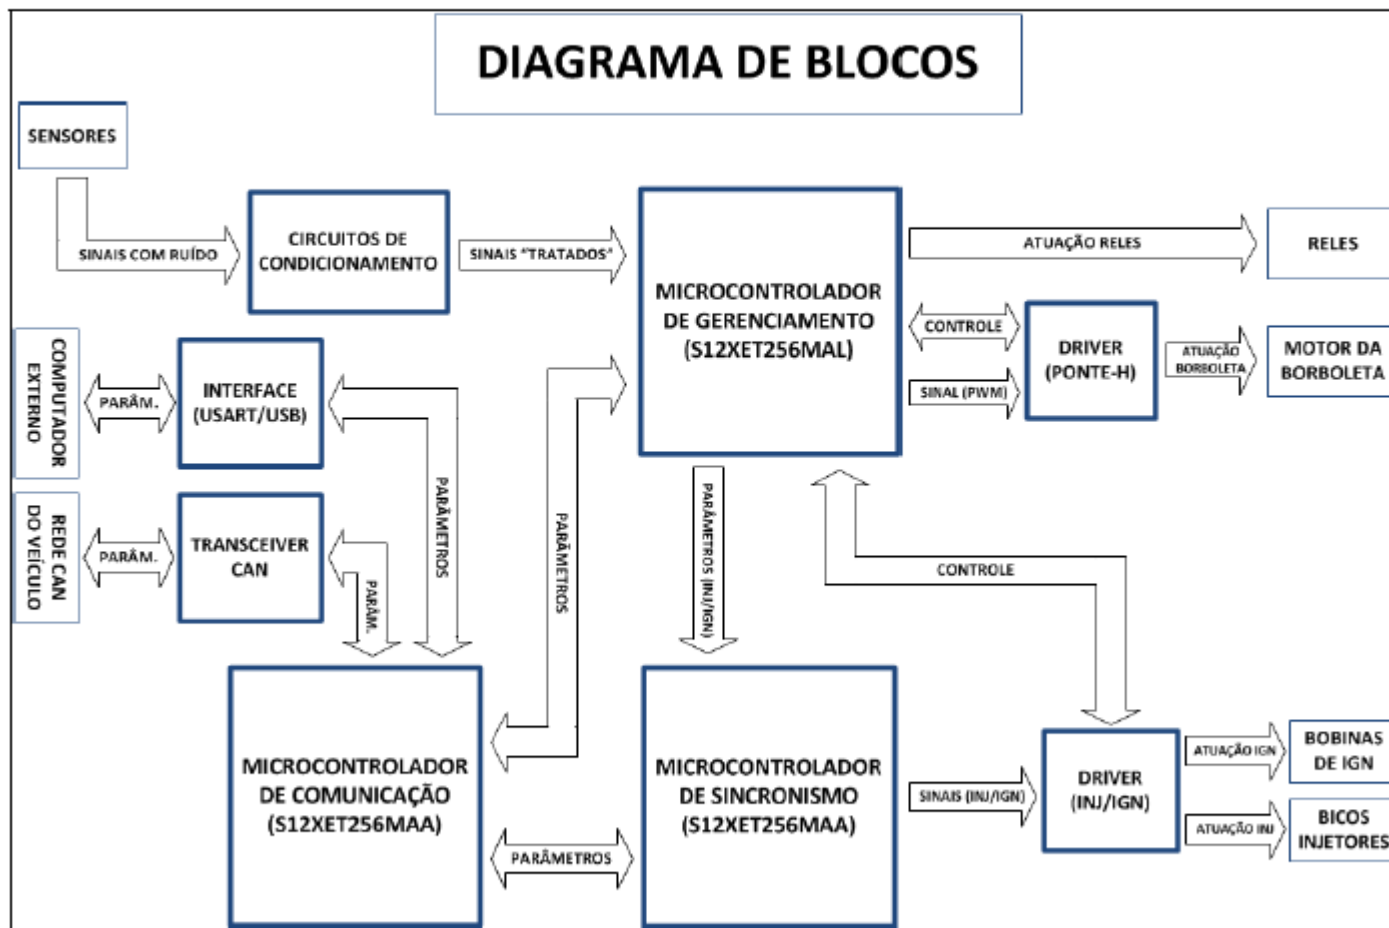 DIAGRAMA DE BLOCOS
SENSORES
SINAIS COM RUÍDO
CIRCUITOS DE
CONDICIONAMENTO
SINAIS "TRATADOS"
MICROCONTROLADOR
DE GERENCIAMENTO
(S12XET256MAL)
ATUAÇÃO RELES
RELES
CONTROLE
SINAL (PWM)
DRIVER
(PONTE-H)
ATUAÇÃO
BORBOLETA
MOTOR DA
BORBOLETA
COMPUTADOR
EXTERNO
PARÂM.
INTERFACE
(USART/USB)
PARÂMETROS
REDE CAN
DO VEÍCULO
PARÂM.
TRANSCEIVER
CAN
PARÂM.
PARÂMETROS
PARÂMETROS (INJ/IGN)
CONTROLE
MICROCONTROLADOR
DE COMUNICAÇÃO
(S12XET256MAA)
PARÂMETROS
MICROCONTROLADOR
DE SINCRONISMO
(S12XET256MAA)
SINAIS (INJ/IGN)
DRIVER
(INJ/IGN)
ATUAÇÃO IGN
BOBINAS
DE IGN
ATUAÇÃO INJ
BICOS
INJETORES